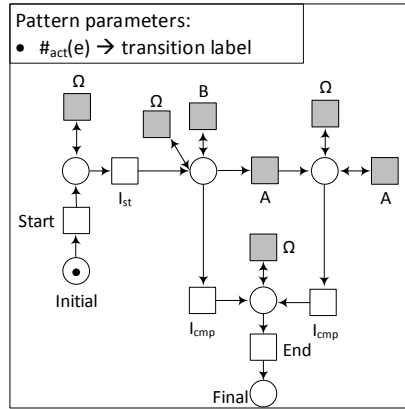 Pattern parameters:
• #act(e) → transition label
Ω
Ω
B
Ω
Ist
A
A
Start
Initial
Ω
Icmp
Icmp
End
Final